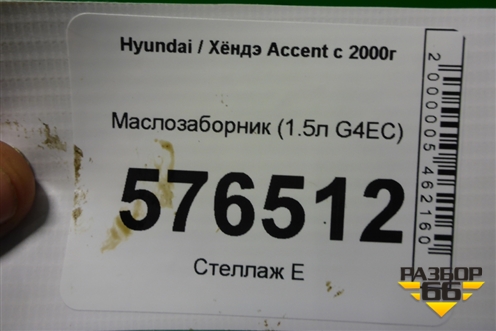 Hyundai / Хёндэ Accent с 2000г
Маслозаборник (1.5л G4EC)
576512
Стеллаж Е
2000005462160
РАЗБОР
66